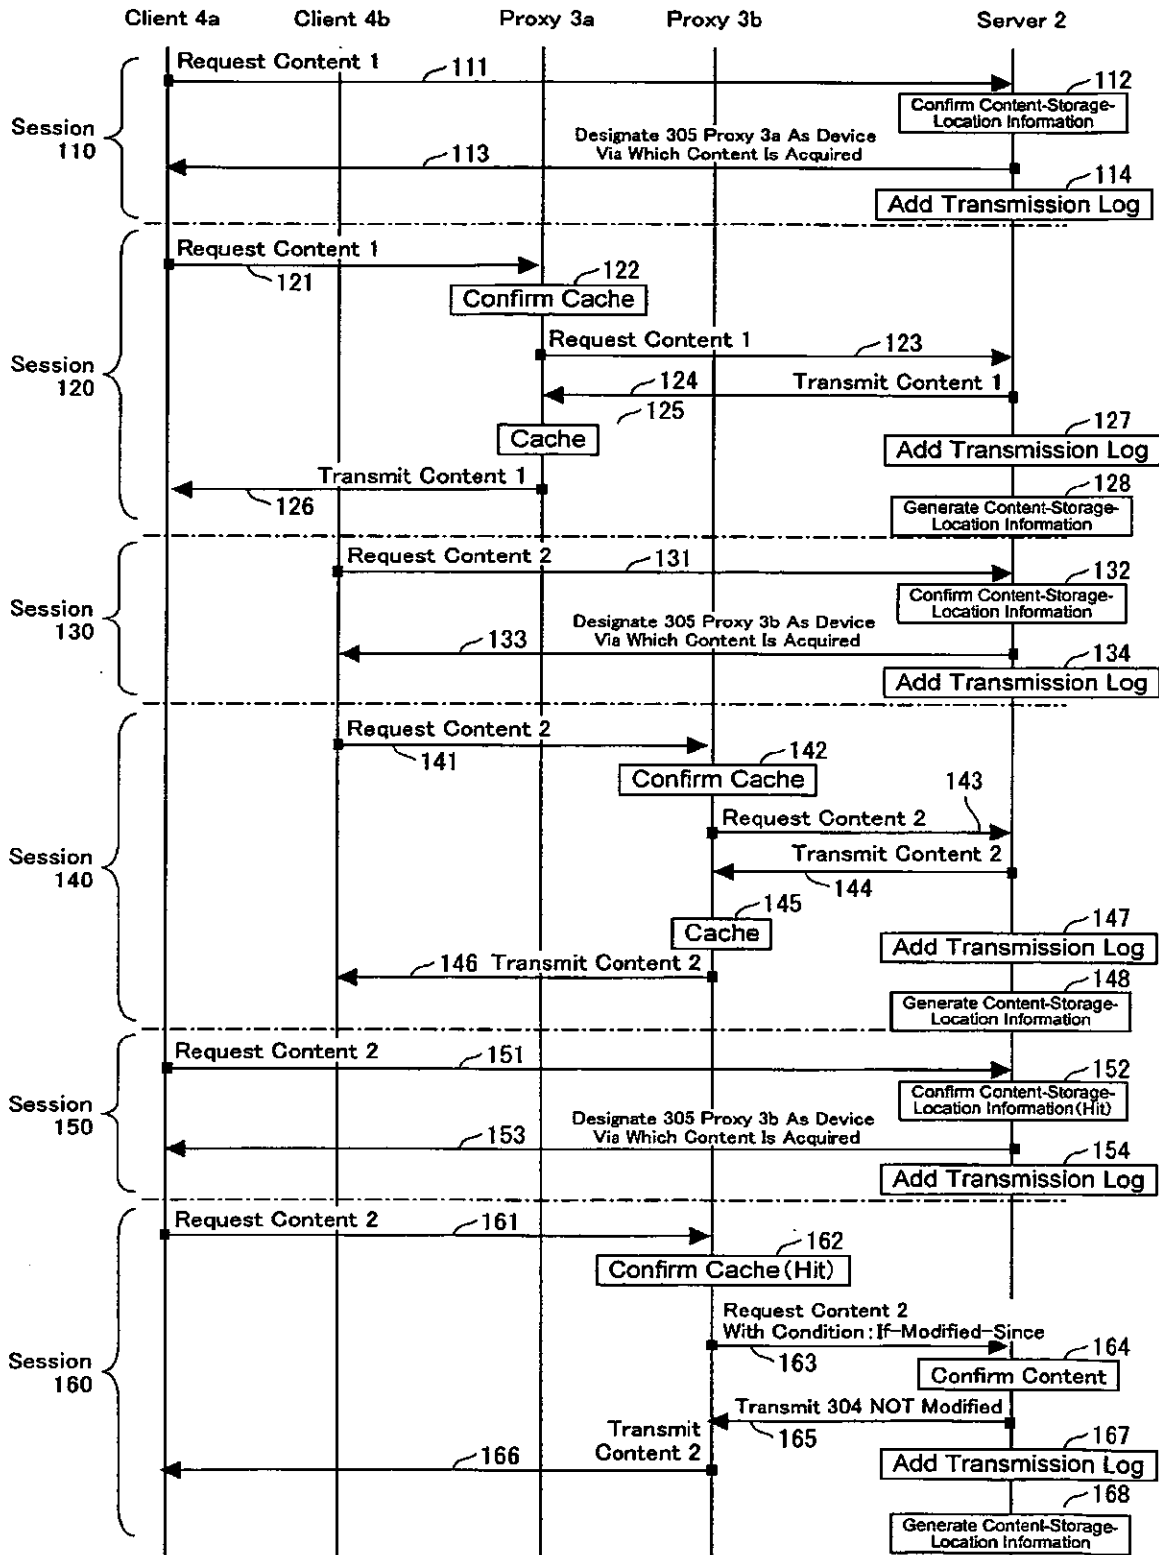 Client 4a Client 4b Proxy 3a Proxy 3b Server 2
Request Content 1
111
112
Confirm Content-Storage-
Location Information
Session
110
Designate 305 Proxy 3a As Device
Via Which Content Is Acquired
113
114
Add Transmission Log
Request Content 1
121
122
Confirm Cache
Request Content 1
123
Session
120
124
Transmit Content 1
125
Cache
127
Add Transmission Log
Transmit Content 1
126
128
Generate Content-Storage-
Location Information
Request Content 2
131
132
Confirm Content-Storage-
Location Information
Session
130
Designate 305 Proxy 3b As Device
Via Which Content Is Acquired
133
134
Add Transmission Log
Request Content 2
141
142
Confirm Cache
143
Request Content 2
Session
140
Transmit Content 2
144
145
Cache
147
Add Transmission Log
146 Transmit Content 2
148
Generate Content-Storage-
Location Information
Request Content 2
151
152
Confirm Content-Storage-
Location Information(Hit)
Session
150
Designate 305 Proxy 3b As Device
Via Which Content Is Acquired
153
154
Add Transmission Log
Request Content 2
161
162
Confirm Cache(Hit)
Request Content 2
With Condition:If-Modified-Since
163
164
Confirm Content
Session
160
Transmit 304 NOT Modified
165
Transmit
Content 2
166
167
Add Transmission Log
168
Generate Content-Storage-
Location Information